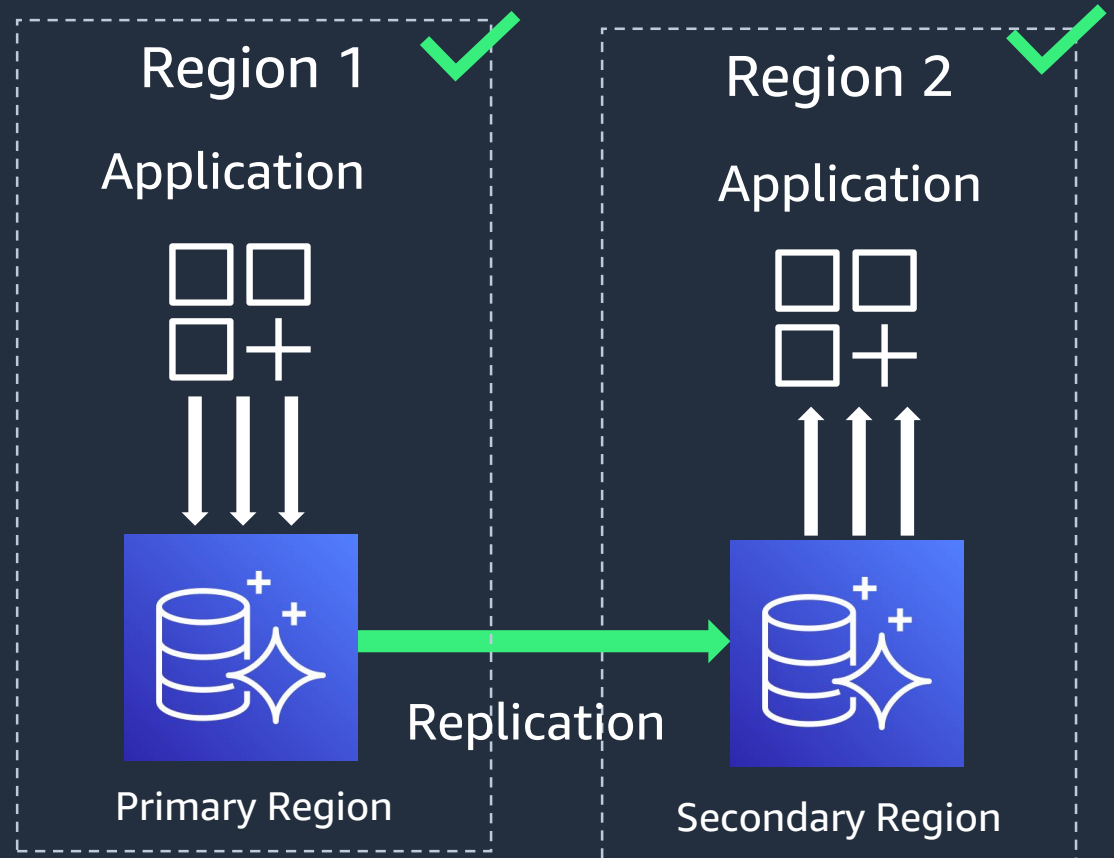 Region 1
Application
Primary Region
Replication
Region 2
Application
Secondary Region